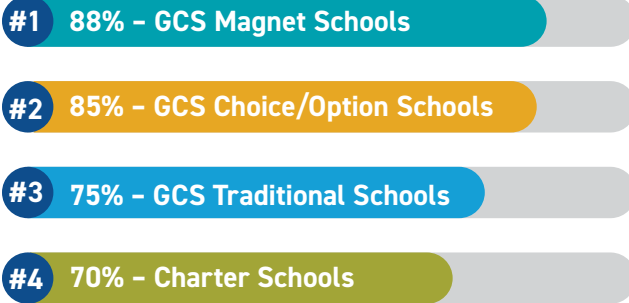 #1 88% – GCS Magnet Schools
#2 85% – GCS Choice/Option Schools
#3 75% – GCS Traditional Schools
#4 70% – Charter Schools